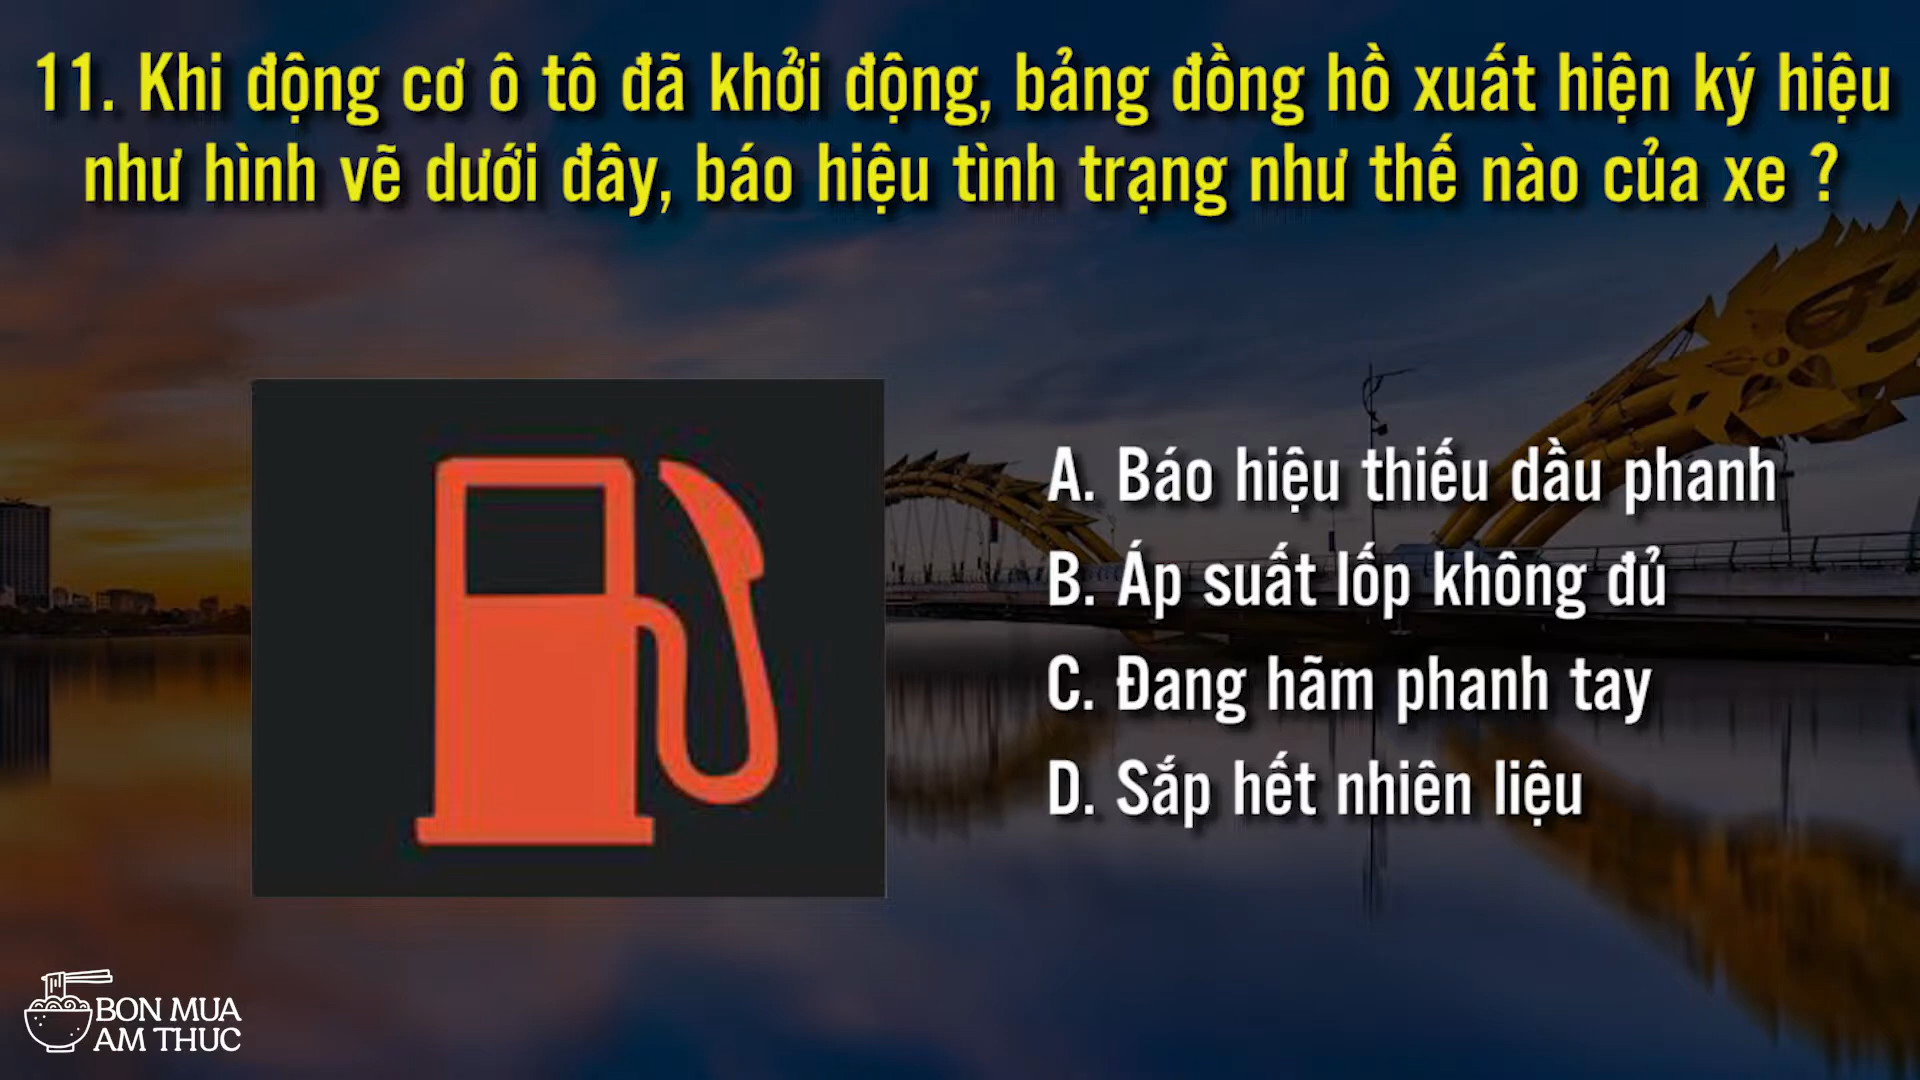 11. Khi động cơ ô tô đã khởi động, bảng đồng hồ xuất hiện ký hiệu
như hình vẽ dưới đây, báo hiệu tình trạng như thế nào của xe ?
A. Báo hiệu thiếu dầu phanh
B. Áp suất lốp không đủ
C. Đang hãm phanh tay
D. Sắp hết nhiên liệu
BON MUA
AM THUC